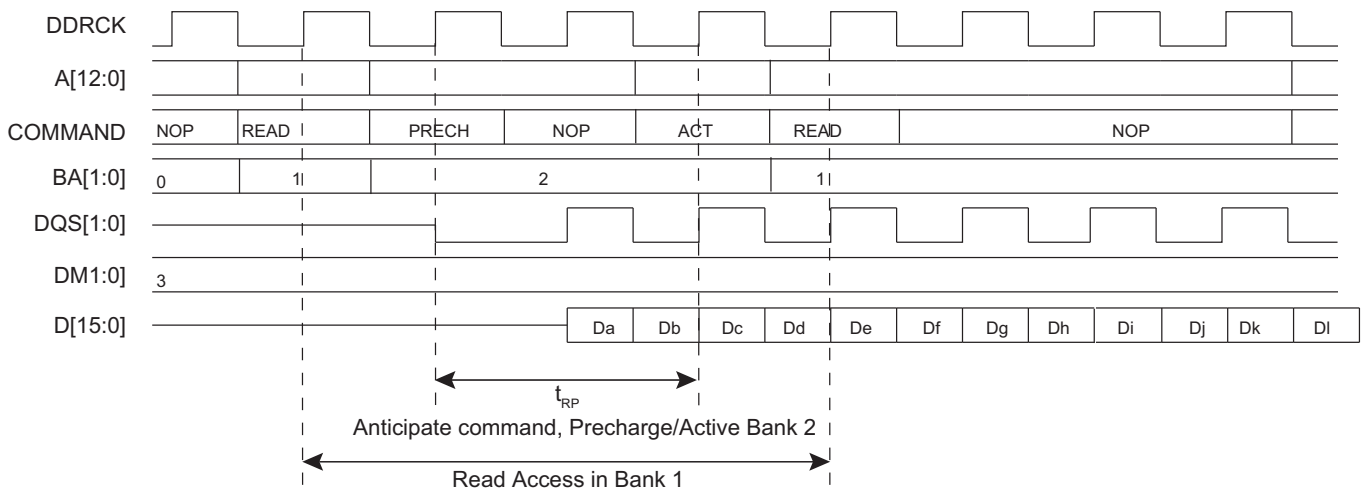 DDRCK
A[12:0]
COMMAND NOP READ PRECH NOP ACT READ NOP
BA[1:0] 0 1 2 1
DQS[1:0]
DM1:0] 3
D[15:0] Da Db Dc Dd De Df Dg Dh Di Dj Dk Dl
tRP
Anticipate command, Precharge/Active Bank 2
Read Access in Bank 1